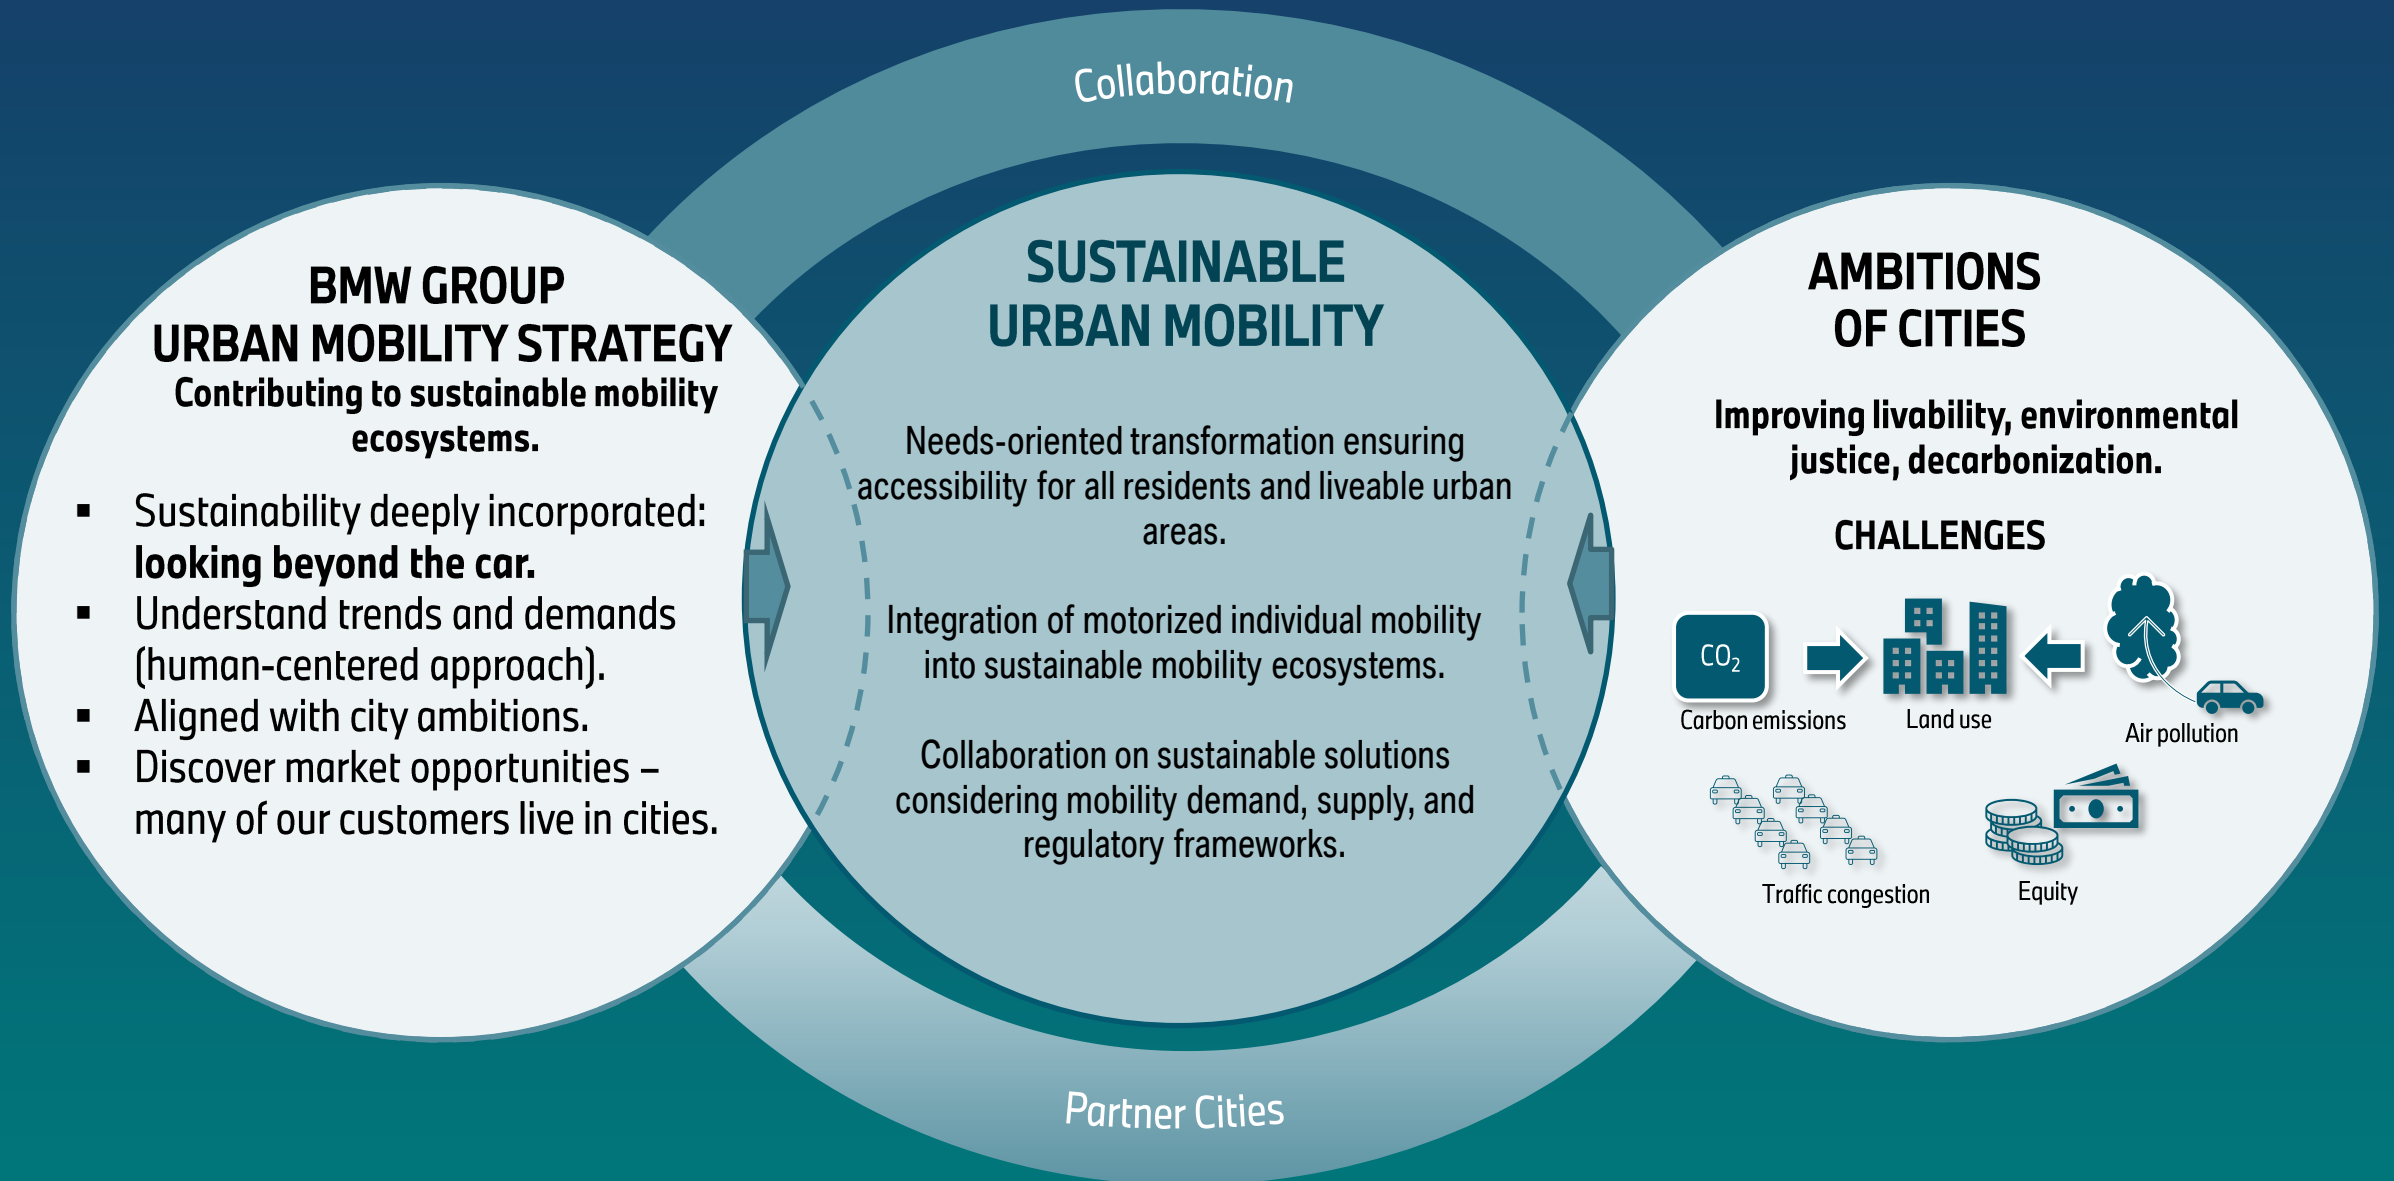 Collaboration
BMW GROUP
URBAN MOBILITY STRATEGY
Contributing to sustainable mobility
ecosystems.
▪ Sustainability deeply incorporated:
looking beyond the car.
▪ Understand trends and demands
(human-centered approach).
▪ Aligned with city ambitions.
▪ Discover market opportunities –
many of our customers live in cities.
SUSTAINABLE
URBAN MOBILITY
Needs-oriented transformation ensuring
accessibility for all residents and liveable urban
areas.
Integration of motorized individual mobility
into sustainable mobility ecosystems.
Collaboration on sustainable solutions
considering mobility demand, supply, and
regulatory frameworks.
AMBITIONS
OF CITIES
Improving livability, environmental
justice, decarbonization.
CHALLENGES
CO₂
Carbon emissions
Land use
Air pollution
Traffic congestion
Equity
Partner Cities